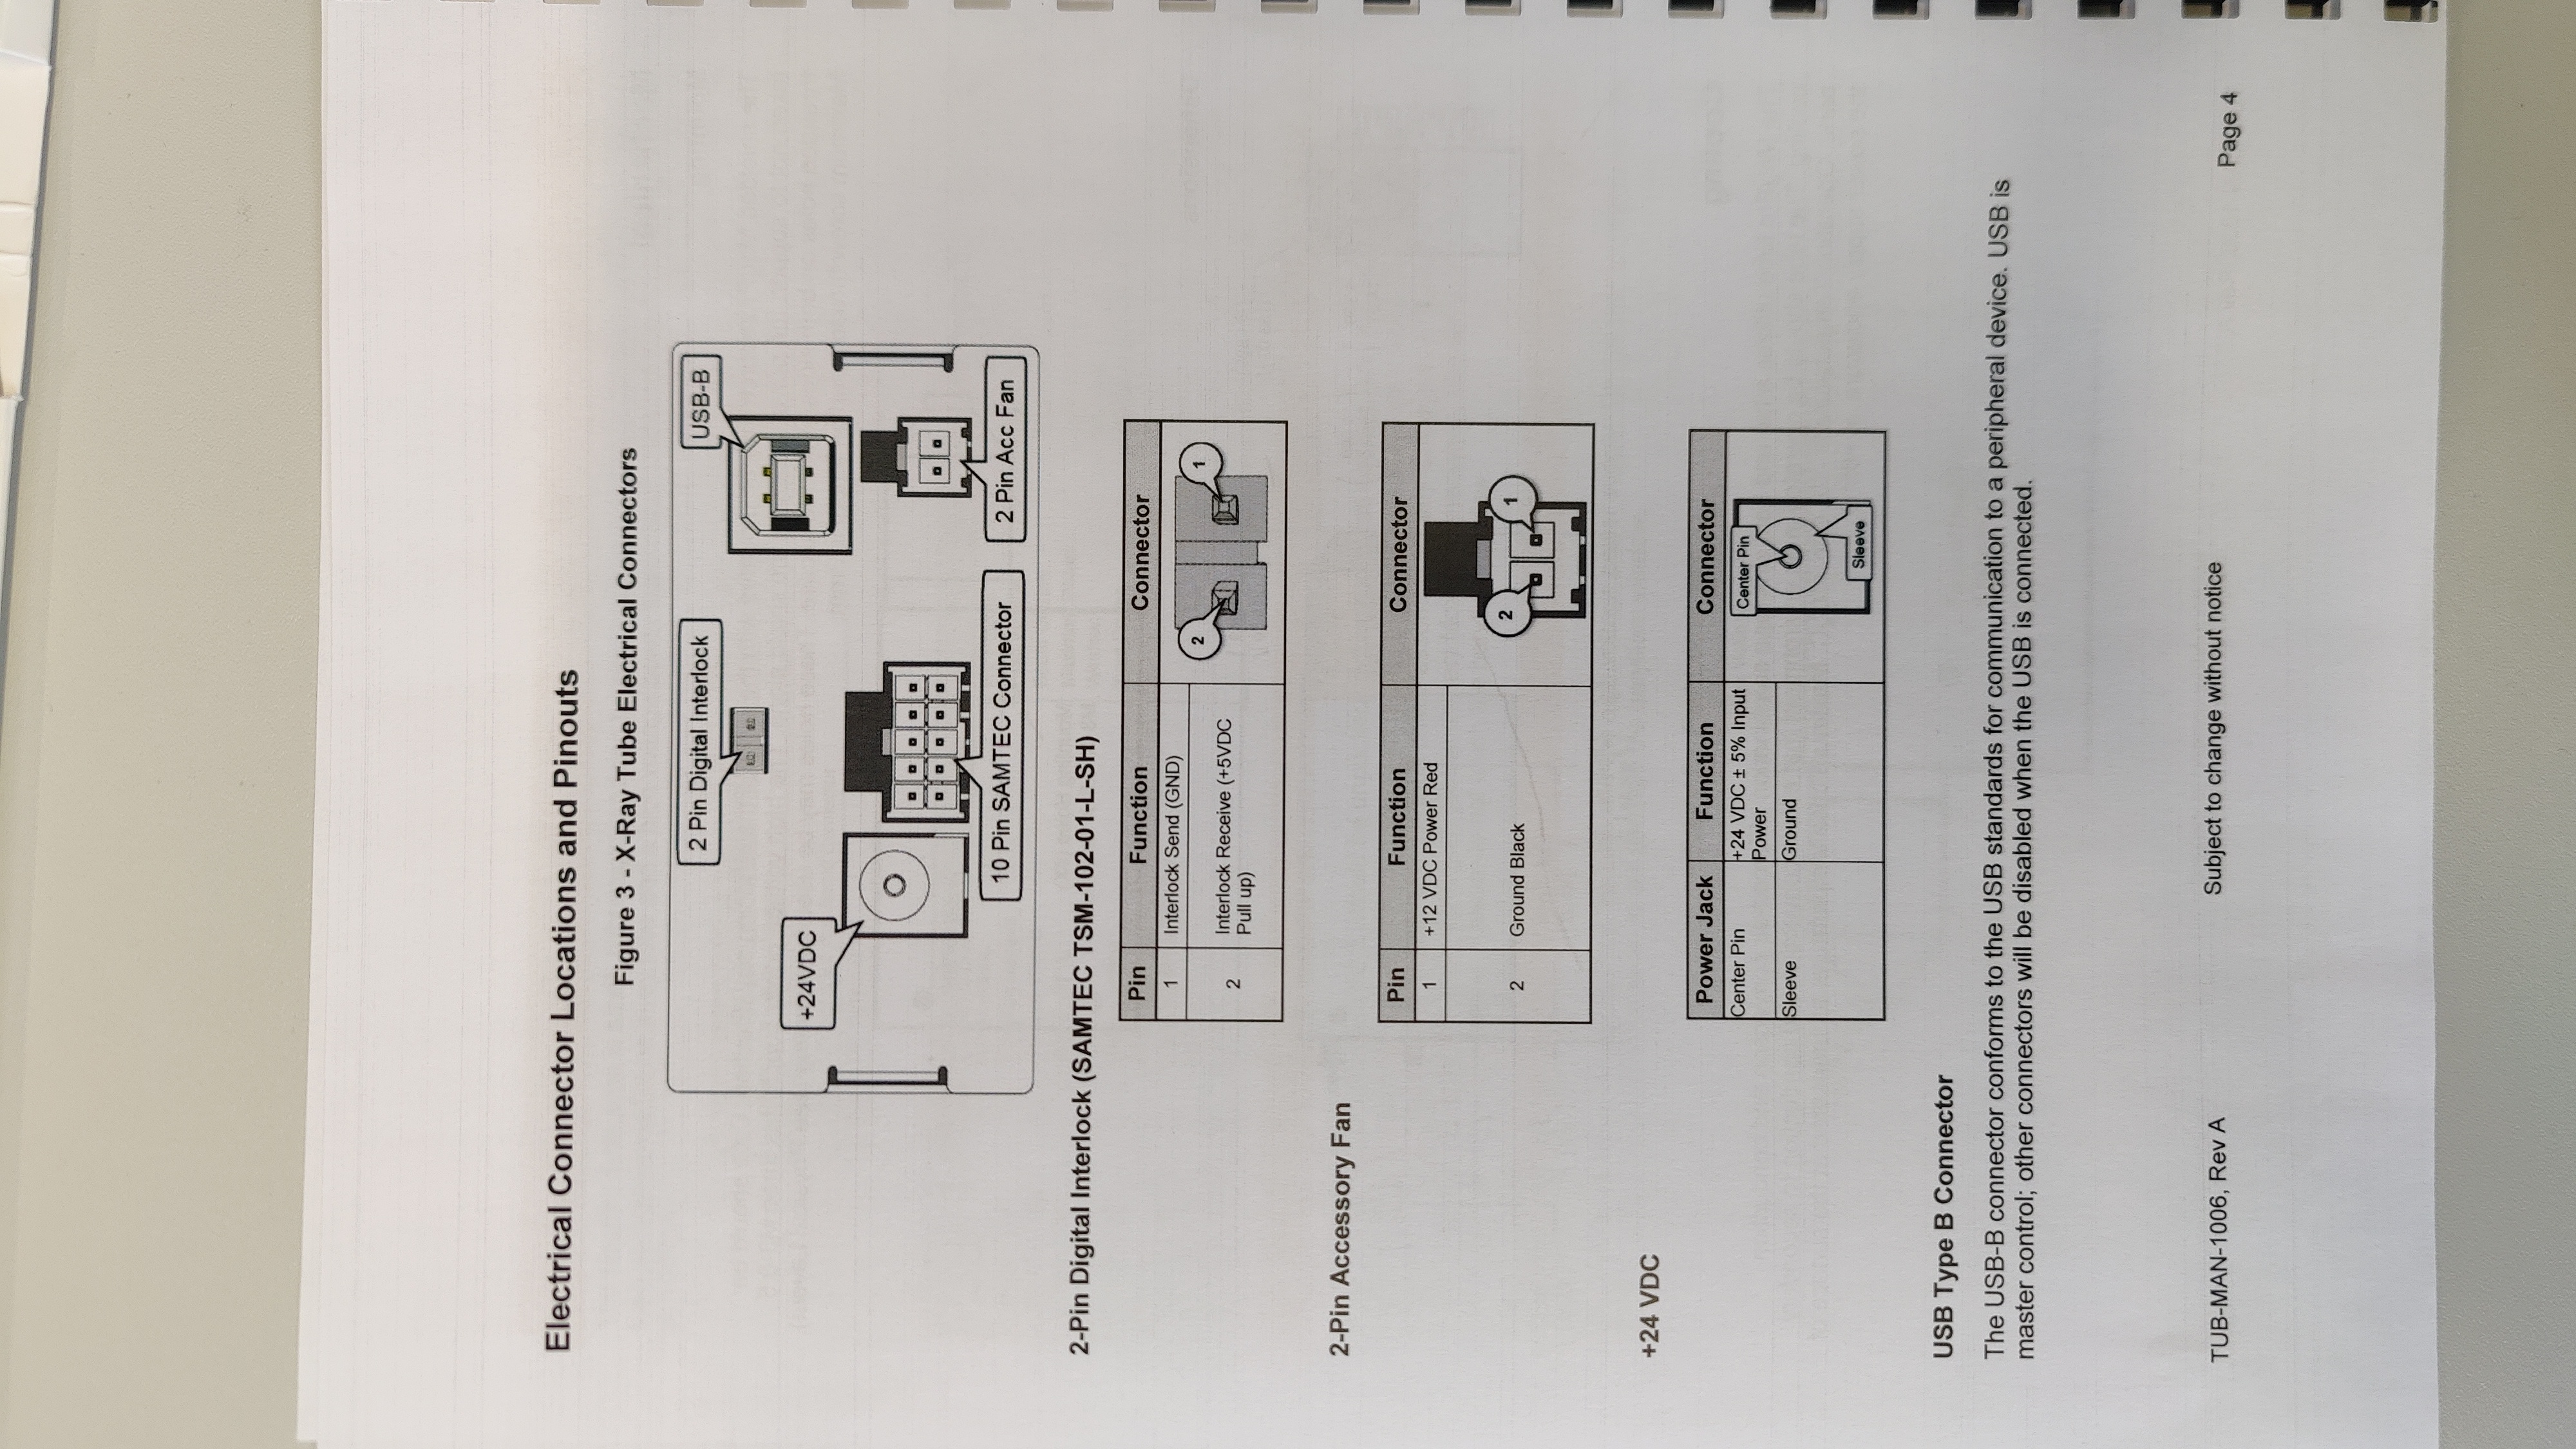 Electrical Connector Locations and Pinouts
Figure 3 - X-Ray Tube Electrical Connectors
2 Pin Digital Interlock
USB-B
+24VDC
10 Pin SAMTEC Connector
2 Pin Acc Fan
2-Pin Digital Interlock (SAMTEC TSM-102-01-L-SH)
Pin Function Connector
1 Interlock Send (GND)
2 1
2 Interlock Receive (+5VDC
Pull up)
2-Pin Accessory Fan
Pin Function Connector
1 +12 VDC Power Red
2 1
2 Ground Black
+24 VDC
Power Jack Function Connector
Center Pin +24 VDC ± 5% Input Center Pin
Power
Sleeve Ground
Sleeve
USB Type B Connector
The USB-B connector conforms to the USB standards for communication to a peripheral device. USB is
master control; other connectors will be disabled when the USB is connected.
TUB-MAN-1006, Rev A Subject to change without notice Page 4